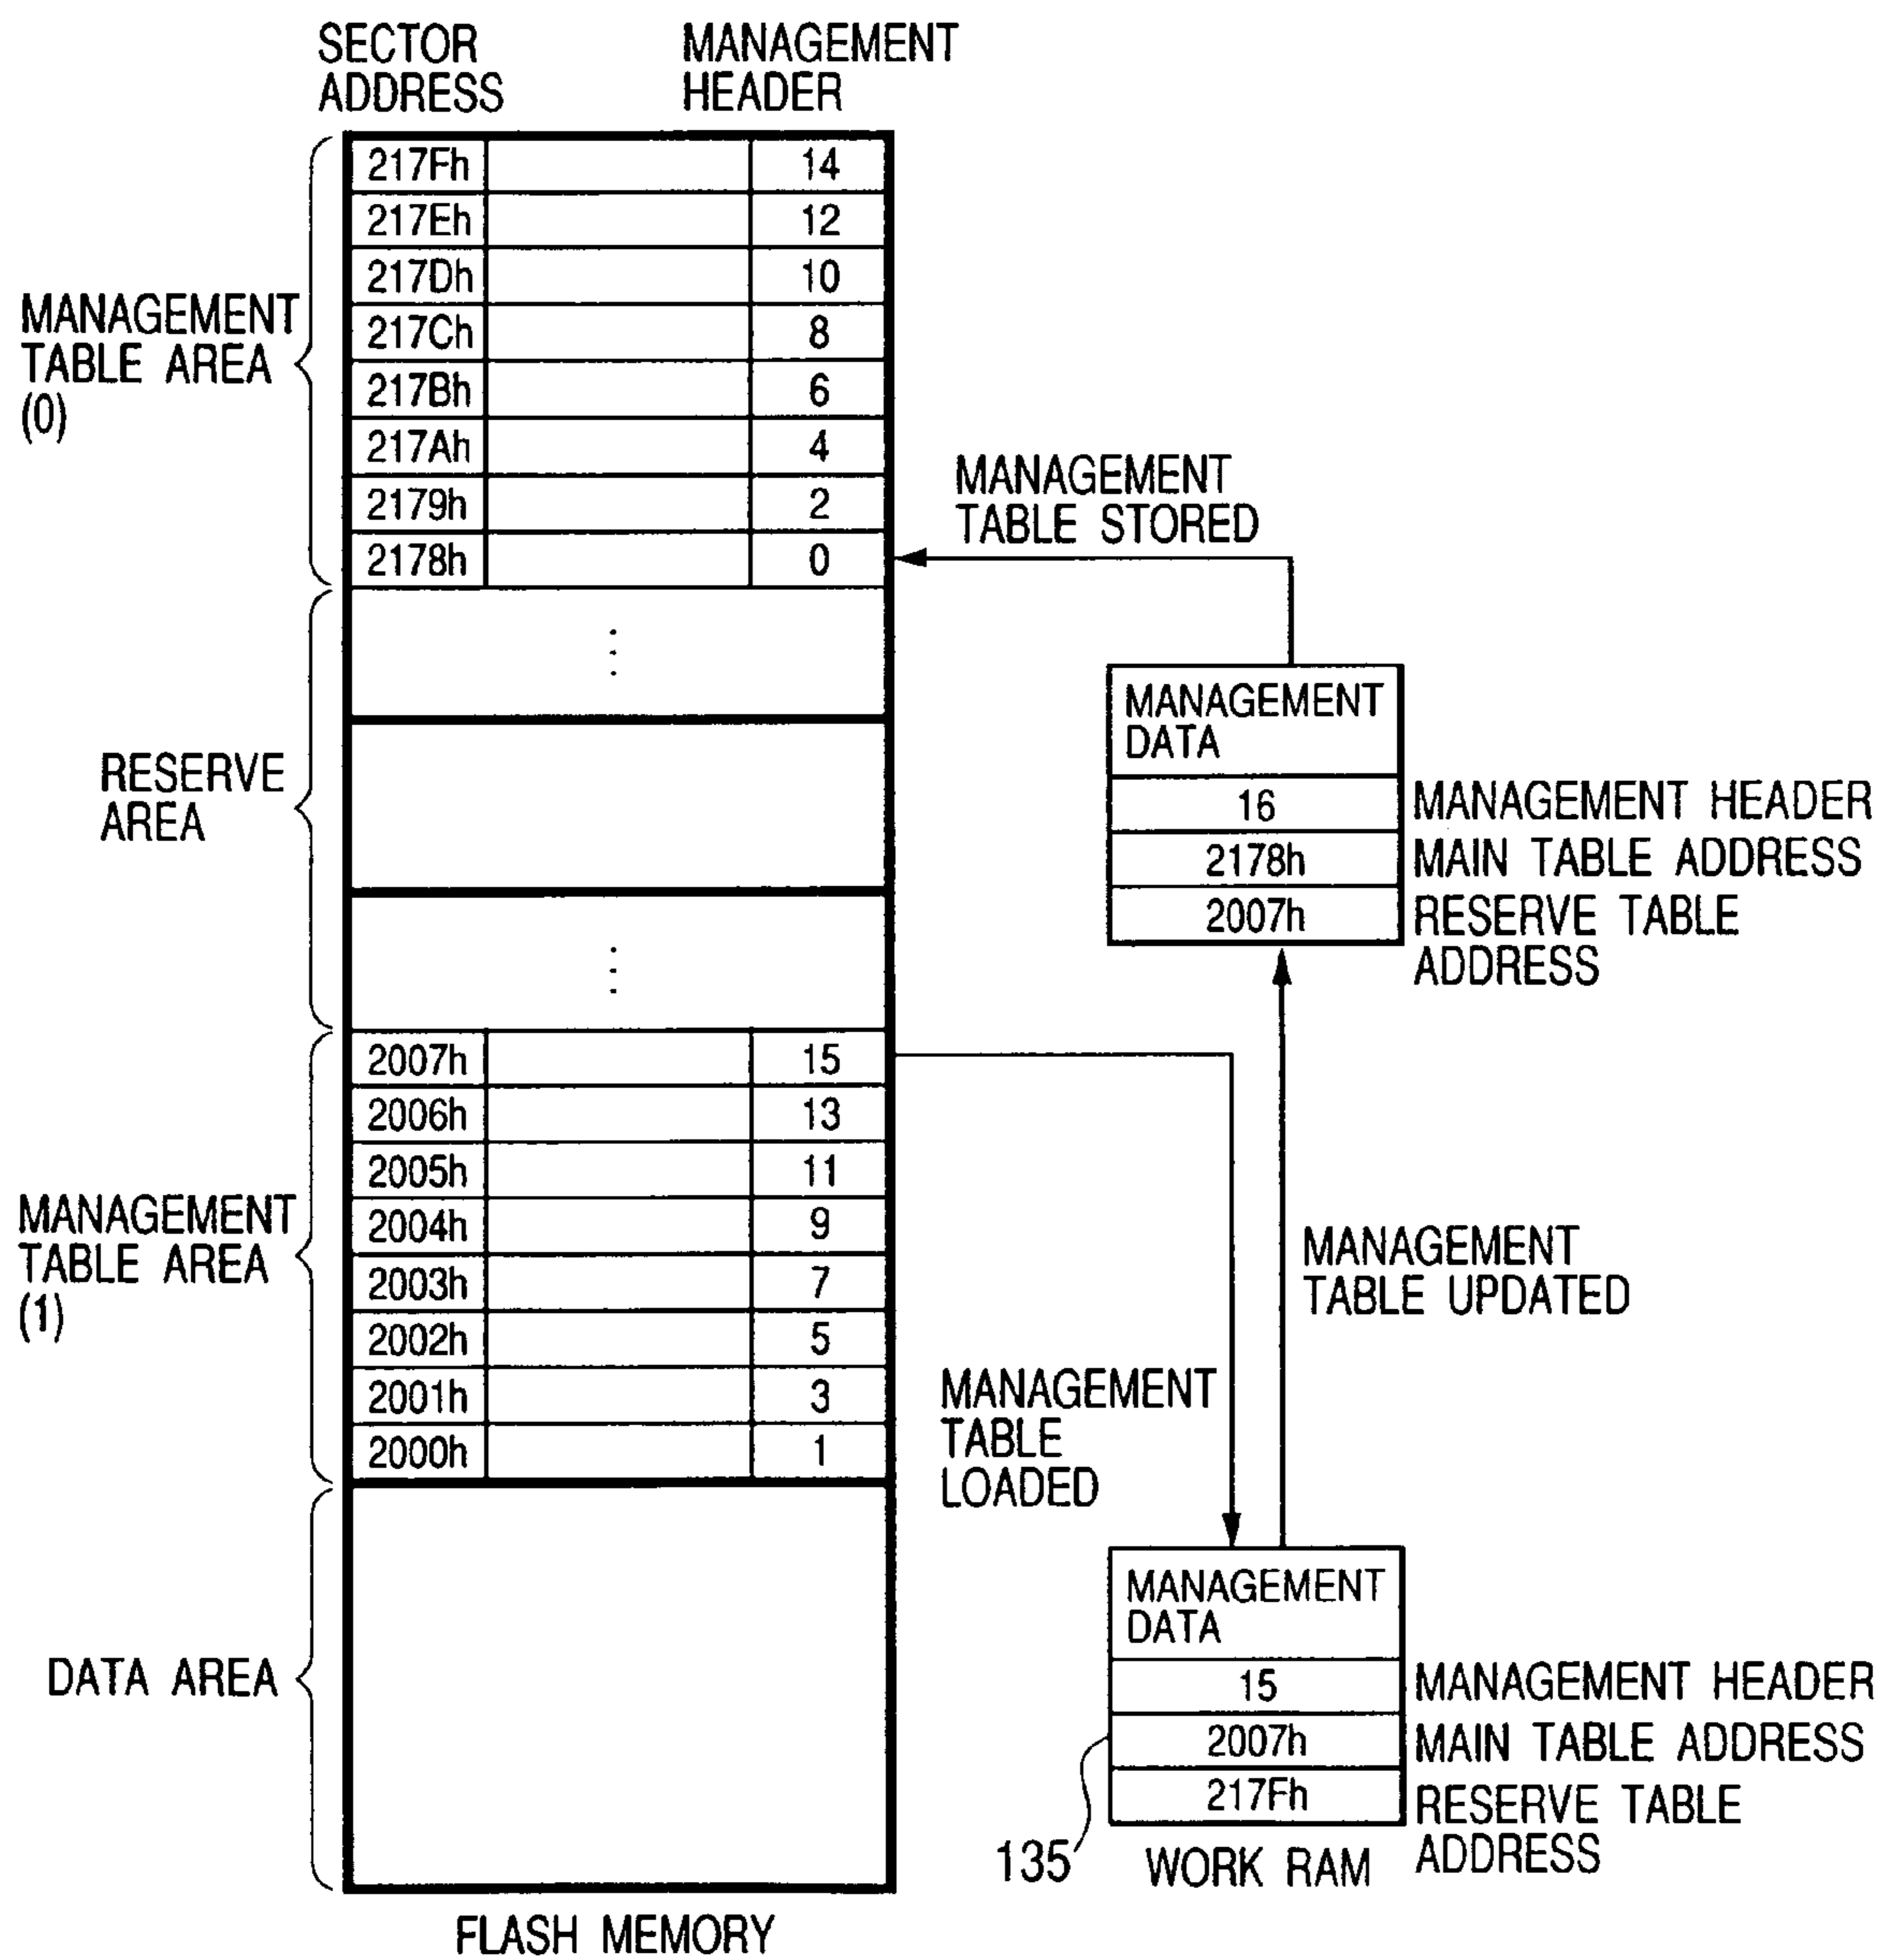 SECTOR
ADDRESS
MANAGEMENT
HEADER
217Fh 14
217Eh 12
217Dh 10
217Ch 8
217Bh 6
217Ah 4
2179h 2
2178h 0
MANAGEMENT
TABLE AREA
(0)
MANAGEMENT
TABLE STORED
RESERVE
AREA
MANAGEMENT
DATA
16 MANAGEMENT HEADER
2178h MAIN TABLE ADDRESS
2007h RESERVE TABLE
ADDRESS
2007h 15
2006h 13
2005h 11
2004h 9
2003h 7
2002h 5
2001h 3
2000h 1
MANAGEMENT
TABLE AREA
(1)
MANAGEMENT
TABLE UPDATED
MANAGEMENT
TABLE
LOADED
DATA AREA
MANAGEMENT
DATA
15 MANAGEMENT HEADER
2007h MAIN TABLE ADDRESS
217Fh RESERVE TABLE
ADDRESS
135
WORK RAM
FLASH MEMORY